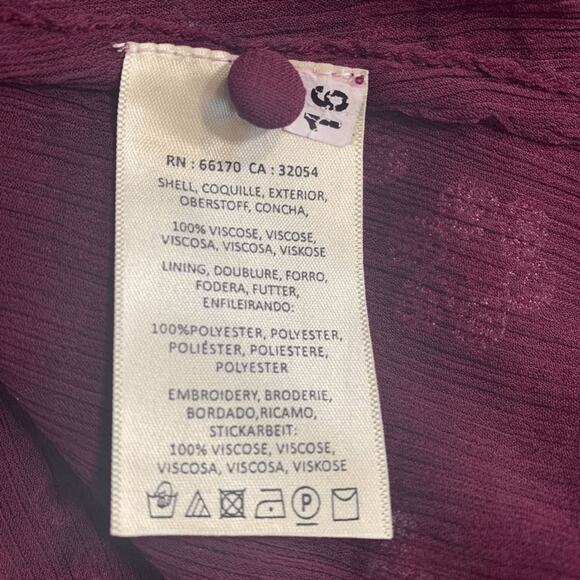 RN : 66170 CA : 32054
SHELL, COQUILLE, EXTERIOR,
OBERSTOFF, CONCHA,
100% VISCOSE, VISCOSE,
VISCOSA, VISCOSA, VISKOSE
LINING, DOUBLURE, FORRO,
FODERA, FUTTER,
ENFILEIRANDO:
100%POLYESTER, POLYESTER,
POLIÉSTER, POLIESTERE,
POLYESTER
EMBROIDERY, BRODERIE,
BORDADO,RICAMO,
STICKARBEIT:
100% VISCOSE, VISCOSE,
VISCOSA, VISCOSA, VISKOSE
P